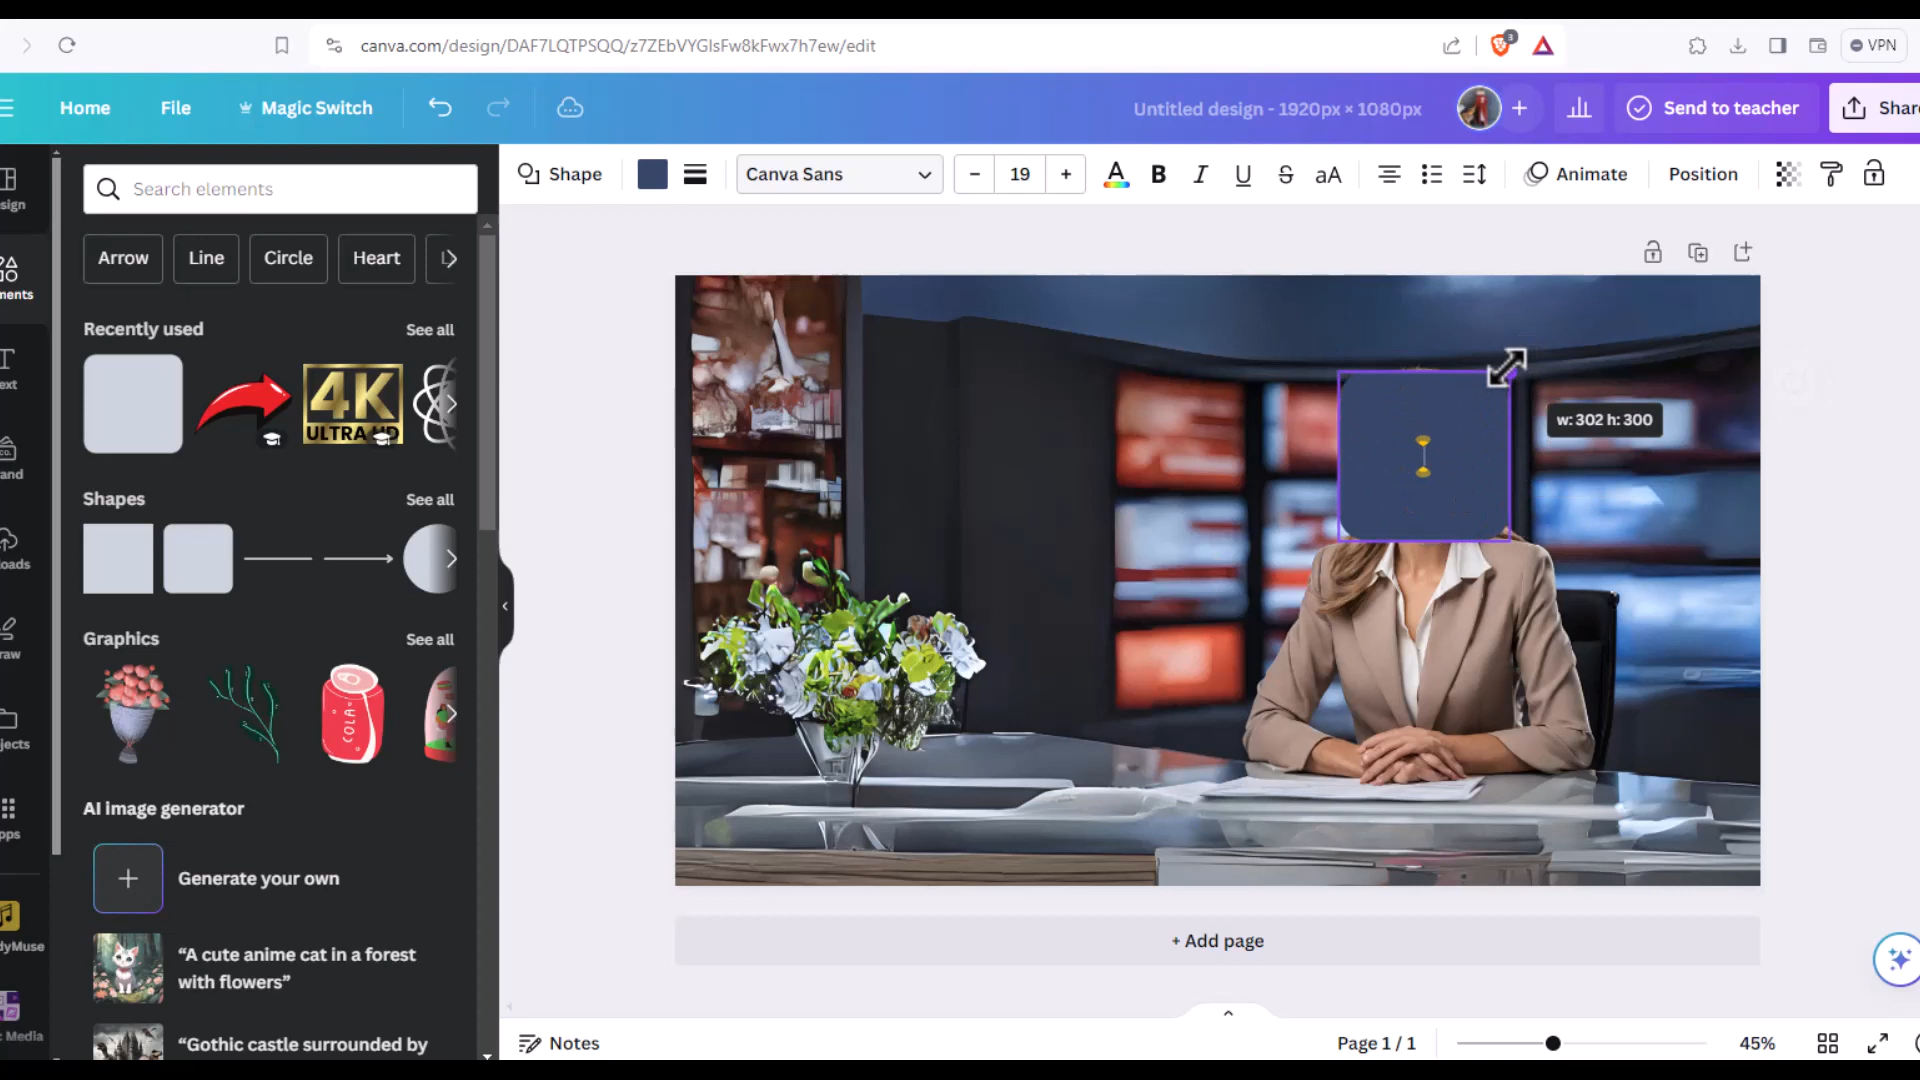 canva.com/design/DAF7LQTPSQQ/z7ZEbVYGIsFw8kFwx7h7ew/edit
3
VPN
Home
File
Magic Switch
Untitled design - 1920px × 1080px
Send to teacher
Search elements
Shape
Canva Sans
19
A
B
I
U
S
aA
Animate
Position
Arrow
Line
Circle
Heart
Recently used
See all
4K
ULTRA HD
Shapes
See all
w: 302 h: 300
Graphics
See all
COLA
AI image generator
Generate your own
“A cute anime cat in a forest
with flowers”
“Gothic castle surrounded by
+ Add page
Notes
Page 1 / 1
45%